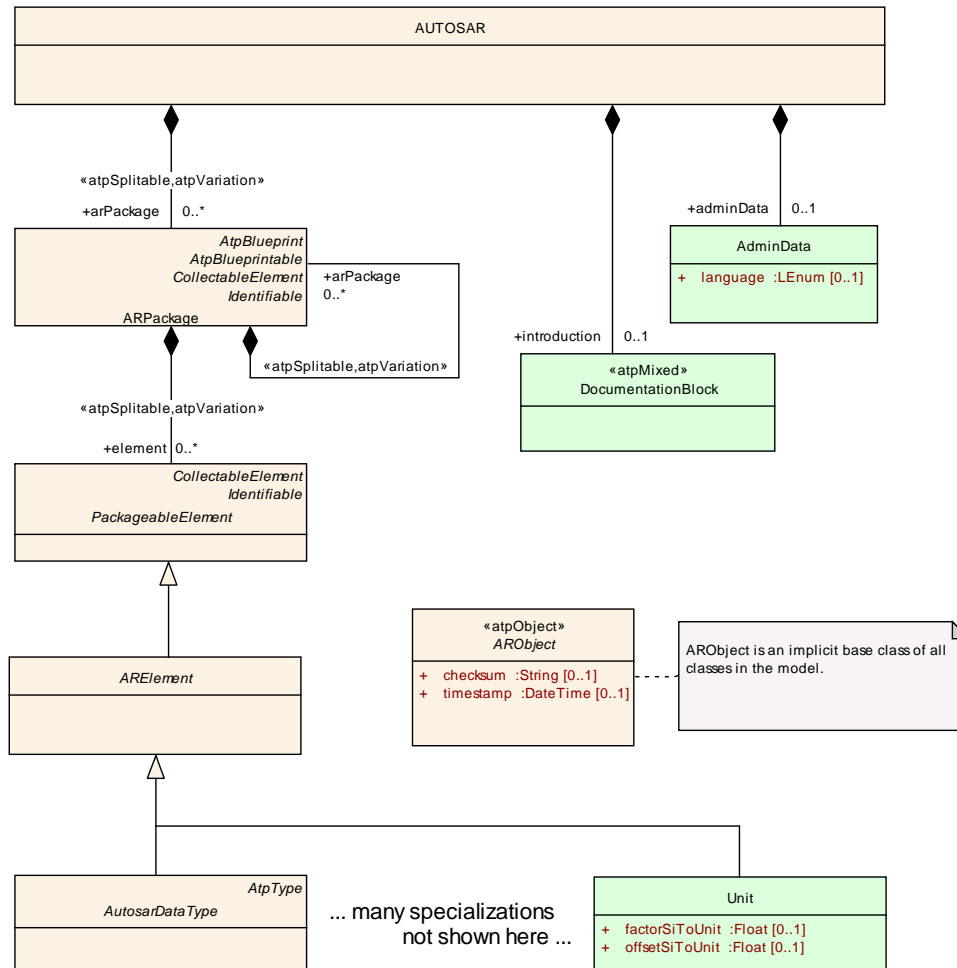 AUTOSAR
«atpSplitable,atpVariation»
+arPackage 0..*
+adminData 0..1
AtpBlueprint
AtpBlueprintable
CollectableElement
Identifiable
ARPackage
+arPackage
0..*
«atpSplitable,atpVariation»
AdminData
+ language :LEnum [0..1]
+introduction 0..1
«atpMixed»
DocumentationBlock
«atpSplitable,atpVariation»
+element 0..*
CollectableElement
Identifiable
PackageableElement
«atpObject»
ARObject
+ checksum :String [0..1]
+ timestamp :DateTime [0..1]
ARObject is an implicit base class of all
classes in the model.
ARElement
AtpType
AutosarDataType
... many specializations
not shown here ...
Unit
+ factorSiToUnit :Float [0..1]
+ offsetSiToUnit :Float [0..1]